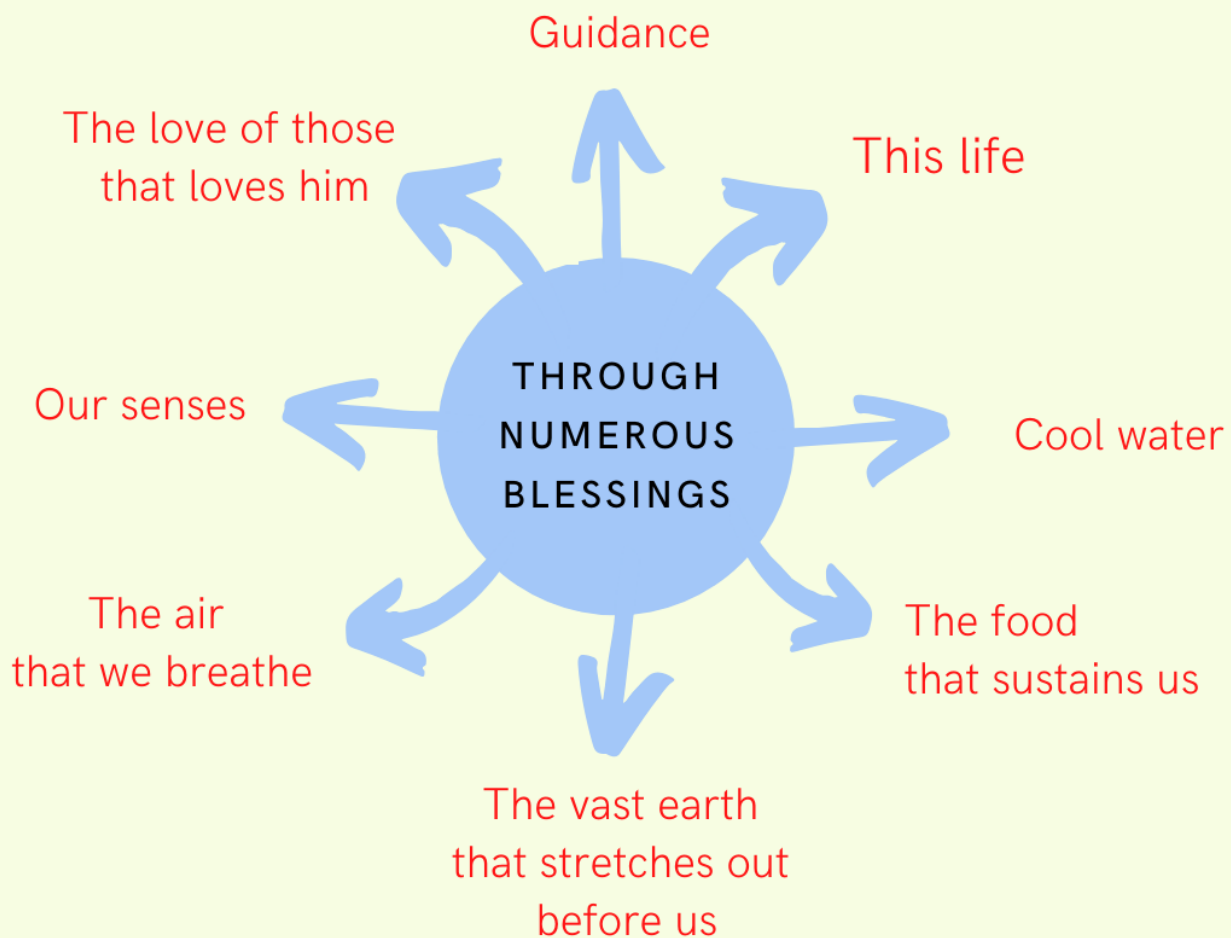 Guidance
The love of those
that loves him
This life
Our senses
THROUGH
NUMEROUS
BLESSINGS
Cool water
The air
that we breathe
The food
that sustains us
The vast earth
that stretches out
before us